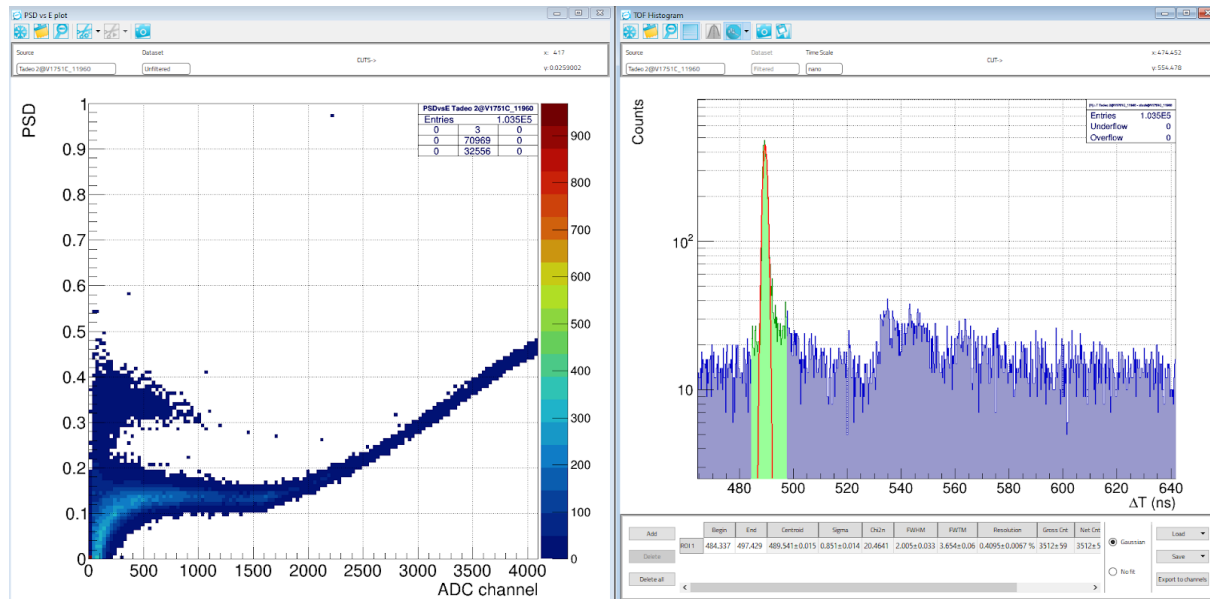 PSD vs E plot
Source
Dataset
CUTS->
x: 417
Tadeo 2@V1751C_11960
Unfiltered
y:0.0259002
PSD
1
0.9
0.8
0.7
0.6
0.5
0.4
0.3
0.2
0.1
0
0 500 1000 1500 2000 2500 3000 3500 4000
ADC channel
PSDvsE Tadeo 2@V1751C_11960
Entries 1.035E5
0 3 0
0 70969 0
0 32556 0
900
800
700
600
500
400
300
200
100
0
TOF Histogram
Source
Dataset
Time Scale
CUT->
x:474.452
Tadeo 2@V1751C_11960
Filtered
nano
y:554.478
Counts
10²
10
480 500 520 540 560 580 600 620 640
ΔT (ns)
Entries 1.035E5
Underflow 0
Overflow 0
Add
Delete
Delete all
Begin End Centroid Sigma Chi2n FWHM FWTM Resolution Gross Cnt Net Cnt
ROI 1 484.337 497.429 489.541±0.015 0.851±0.014 20.4641 2.005±0.033 3.654±0.06 0.4095±0.0067 % 3512±59 3512±5
Gaussian
No fit
Load
Save
Export to channels